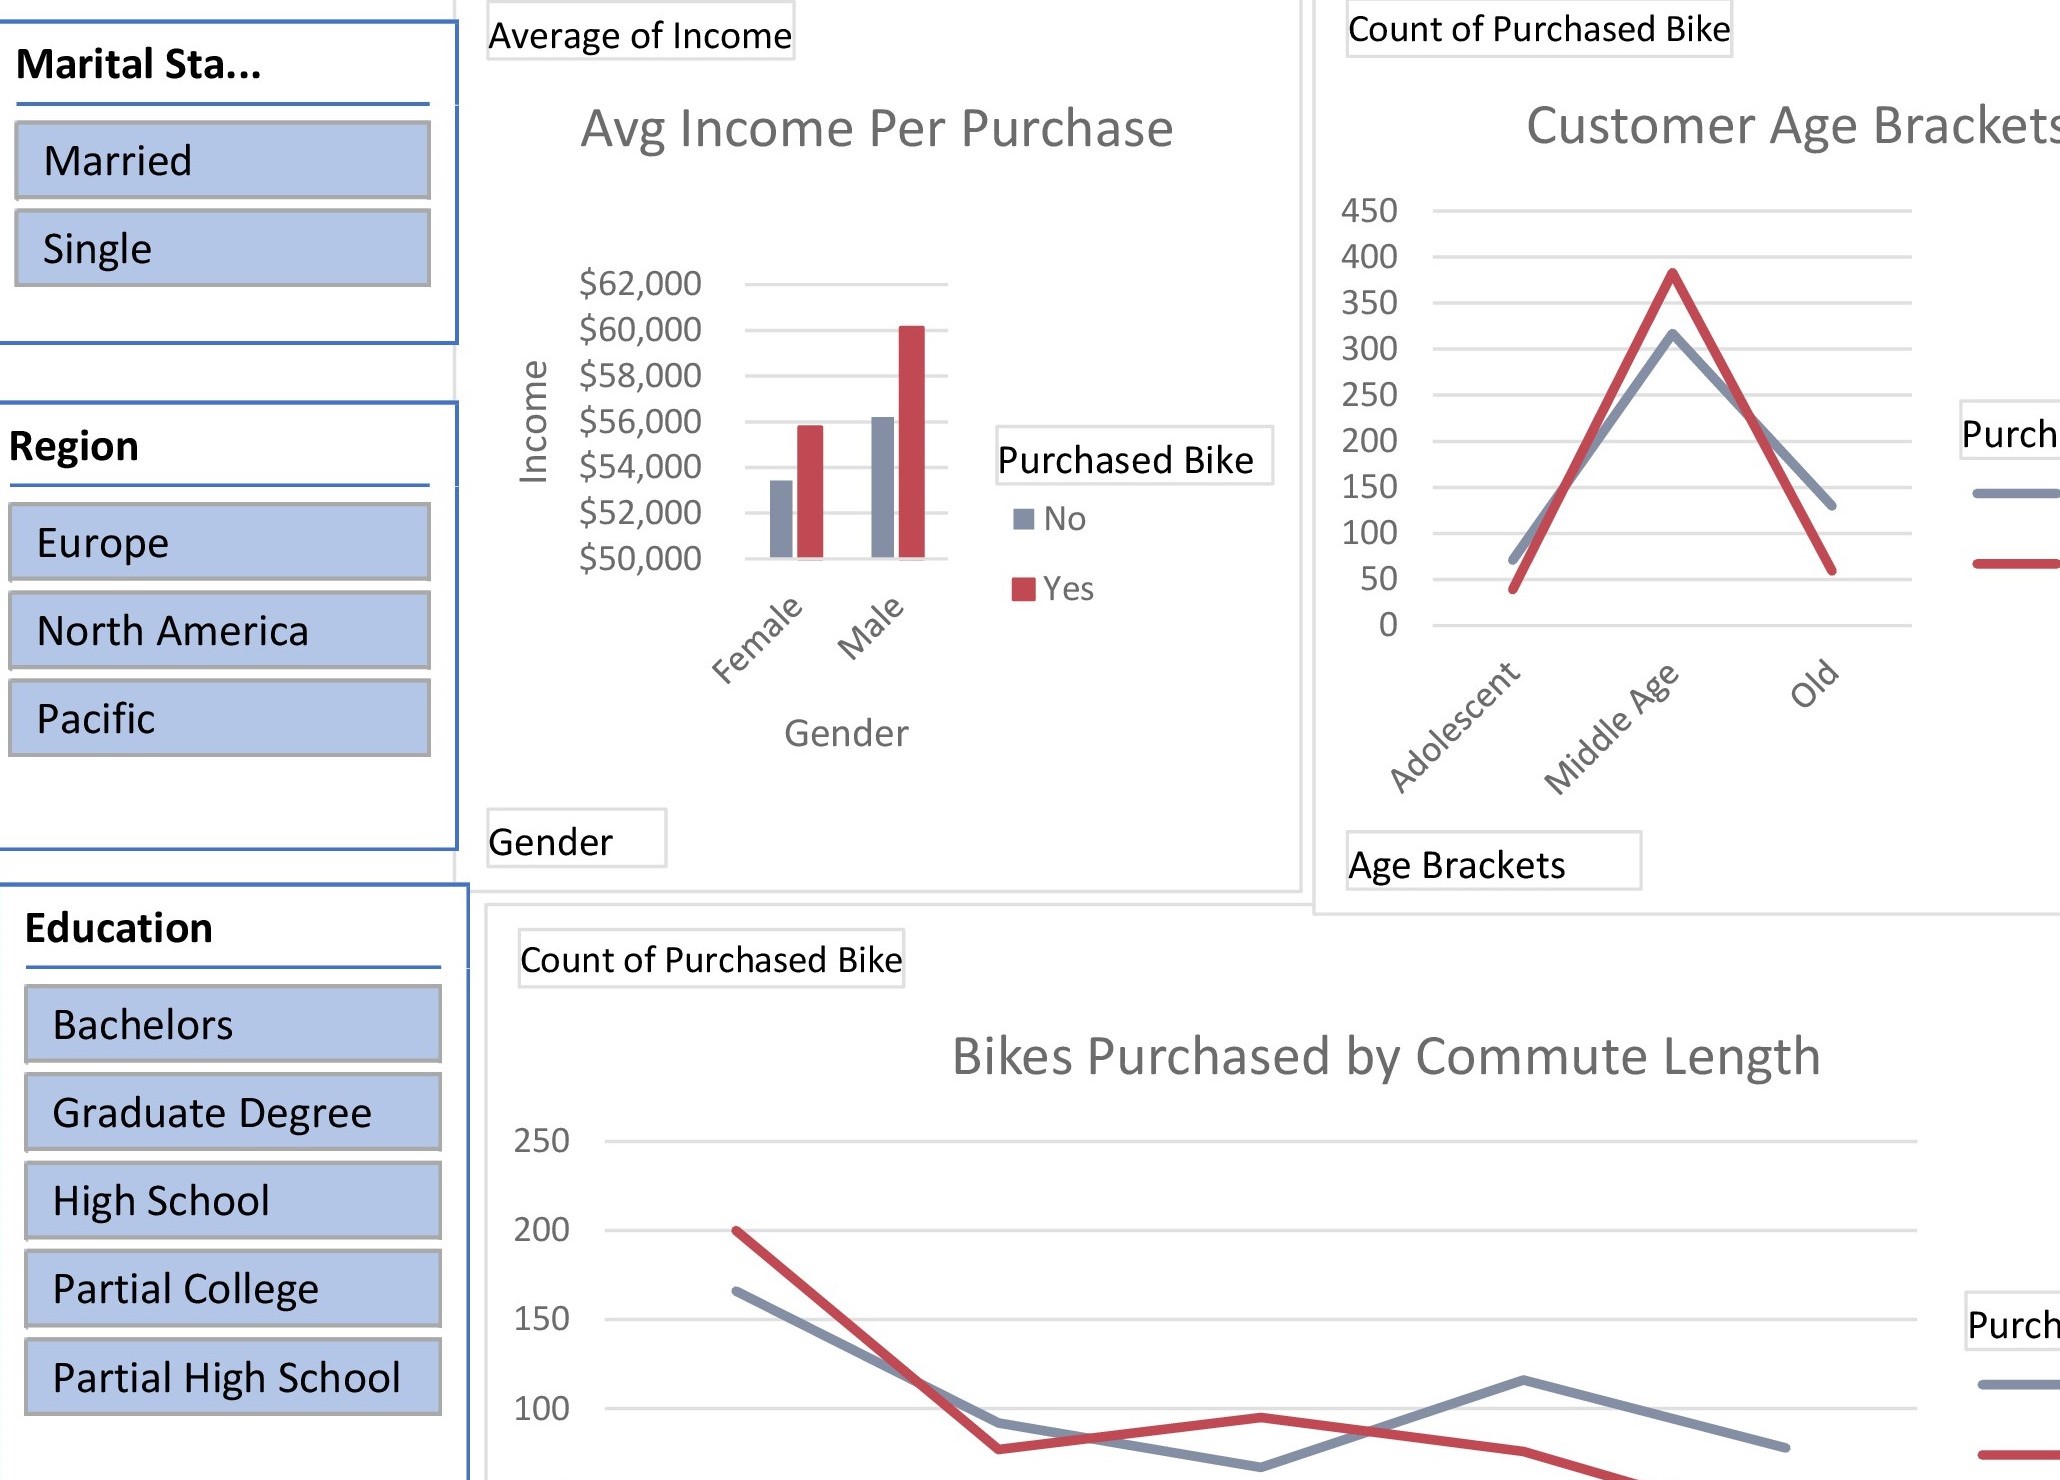 Marital Sta...
Married
Single
Region
Europe
North America
Pacific
Education
Bachelors
Graduate Degree
High School
Partial College
Partial High School
Average of Income
Avg Income Per Purchase
$62,000
$60,000
$58,000
$56,000
$54,000
$52,000
$50,000
Income
Female
Male
Gender
Purchased Bike
No
Yes
Gender
Count of Purchased Bike
Customer Age Brackets
450
400
350
300
250
200
150
100
50
0
Adolescent
Middle Age
Old
Purch
Age Brackets
Count of Purchased Bike
Bikes Purchased by Commute Length
250
200
150
100
Purch